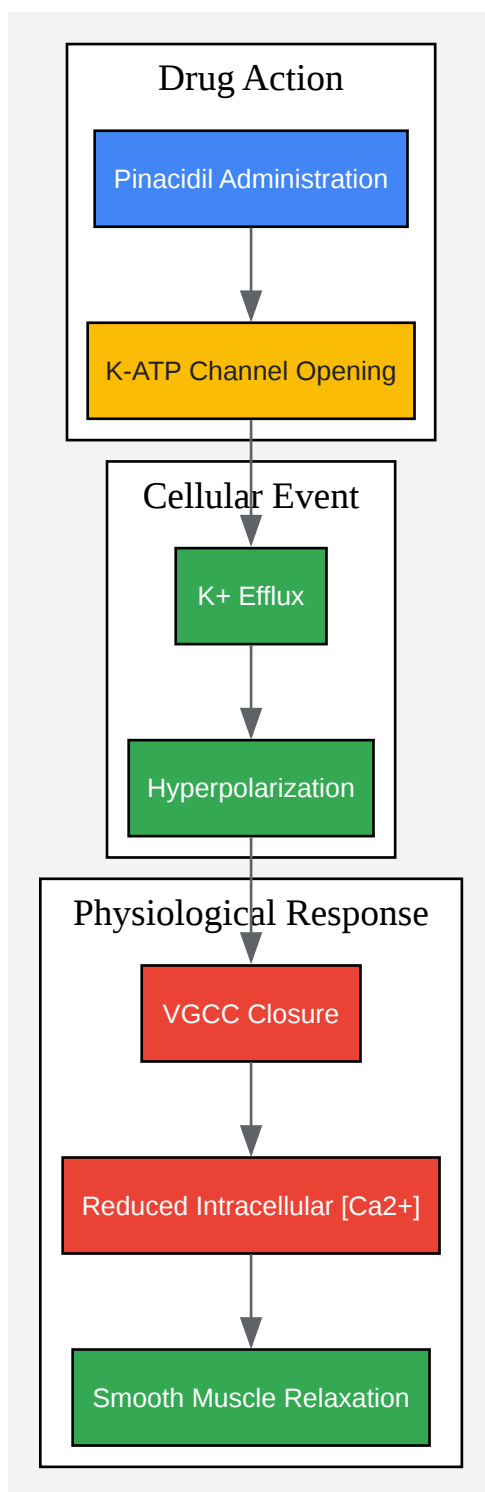 Drug Action
Pinacidil Administration
K-ATP Channel Opening
Cellular Event
K+ Efflux
Hyperpolarization
Physiological Response
VGCC Closure
Reduced Intracellular [Ca2+]
Smooth Muscle Relaxation